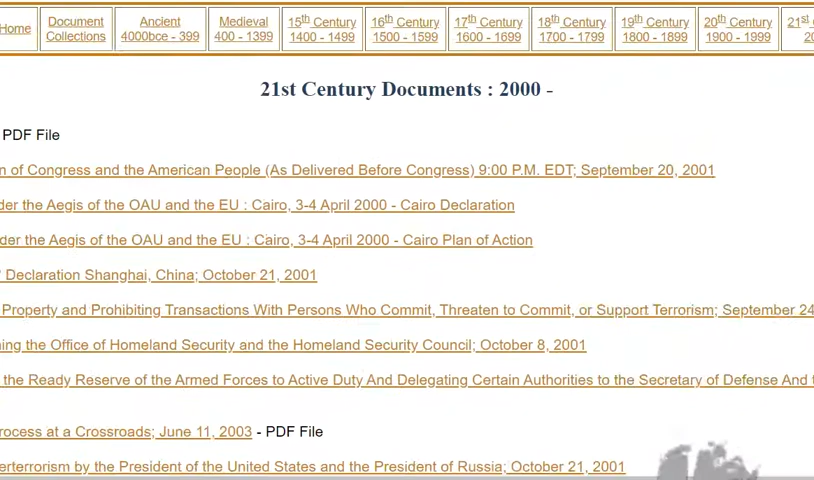 Home
Document
Collections
Ancient
4000bce - 399
Medieval
400 - 1399
15th Century
1400 - 1499
16th Century
1500 - 1599
17th Century
1600 - 1699
18th Century
1700 - 1799
19th Century
1800 - 1899
20th Century
1900 - 1999
21st
20
21st Century Documents : 2000 -
PDF File
n of Congress and the American People (As Delivered Before Congress) 9:00 P.M. EDT; September 20, 2001
der the Aegis of the OAU and the EU : Cairo, 3-4 April 2000 - Cairo Declaration
der the Aegis of the OAU and the EU : Cairo, 3-4 April 2000 - Cairo Plan of Action
Declaration Shanghai, China; October 21, 2001
Property and Prohibiting Transactions With Persons Who Commit, Threaten to Commit, or Support Terrorism; September 24
ing the Office of Homeland Security and the Homeland Security Council; October 8, 2001
the Ready Reserve of the Armed Forces to Active Duty And Delegating Certain Authorities to the Secretary of Defense And t
rocess at a Crossroads; June 11, 2003 - PDF File
erterrorism by the President of the United States and the President of Russia; October 21, 2001